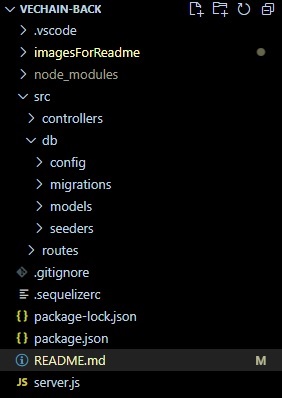 VECHAIN-BACK
.vscode
imagesForReadme
node_modules
src
controllers
db
config
migrations
models
seeders
routes
.gitignore
.sequelizerc
{} package-lock.json
{} package.json
README.md M
JS server.js